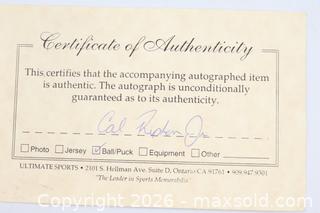 Certificate of Authenticity
This certifies that the accompanying autographed item
is authentic. The autograph is unconditionally
guaranteed as to its authenticity.
Cal Ripken Jr.
Photo Jersey Ball/Puck Equipment Other
ULTIMATE SPORTS • 2101 S. Hellman Ave. Suite D, Ontario CA 91761 • 909.947.9301
"The Leader in Sports Memorabilia"
Copyright 2026 - maxsold.com